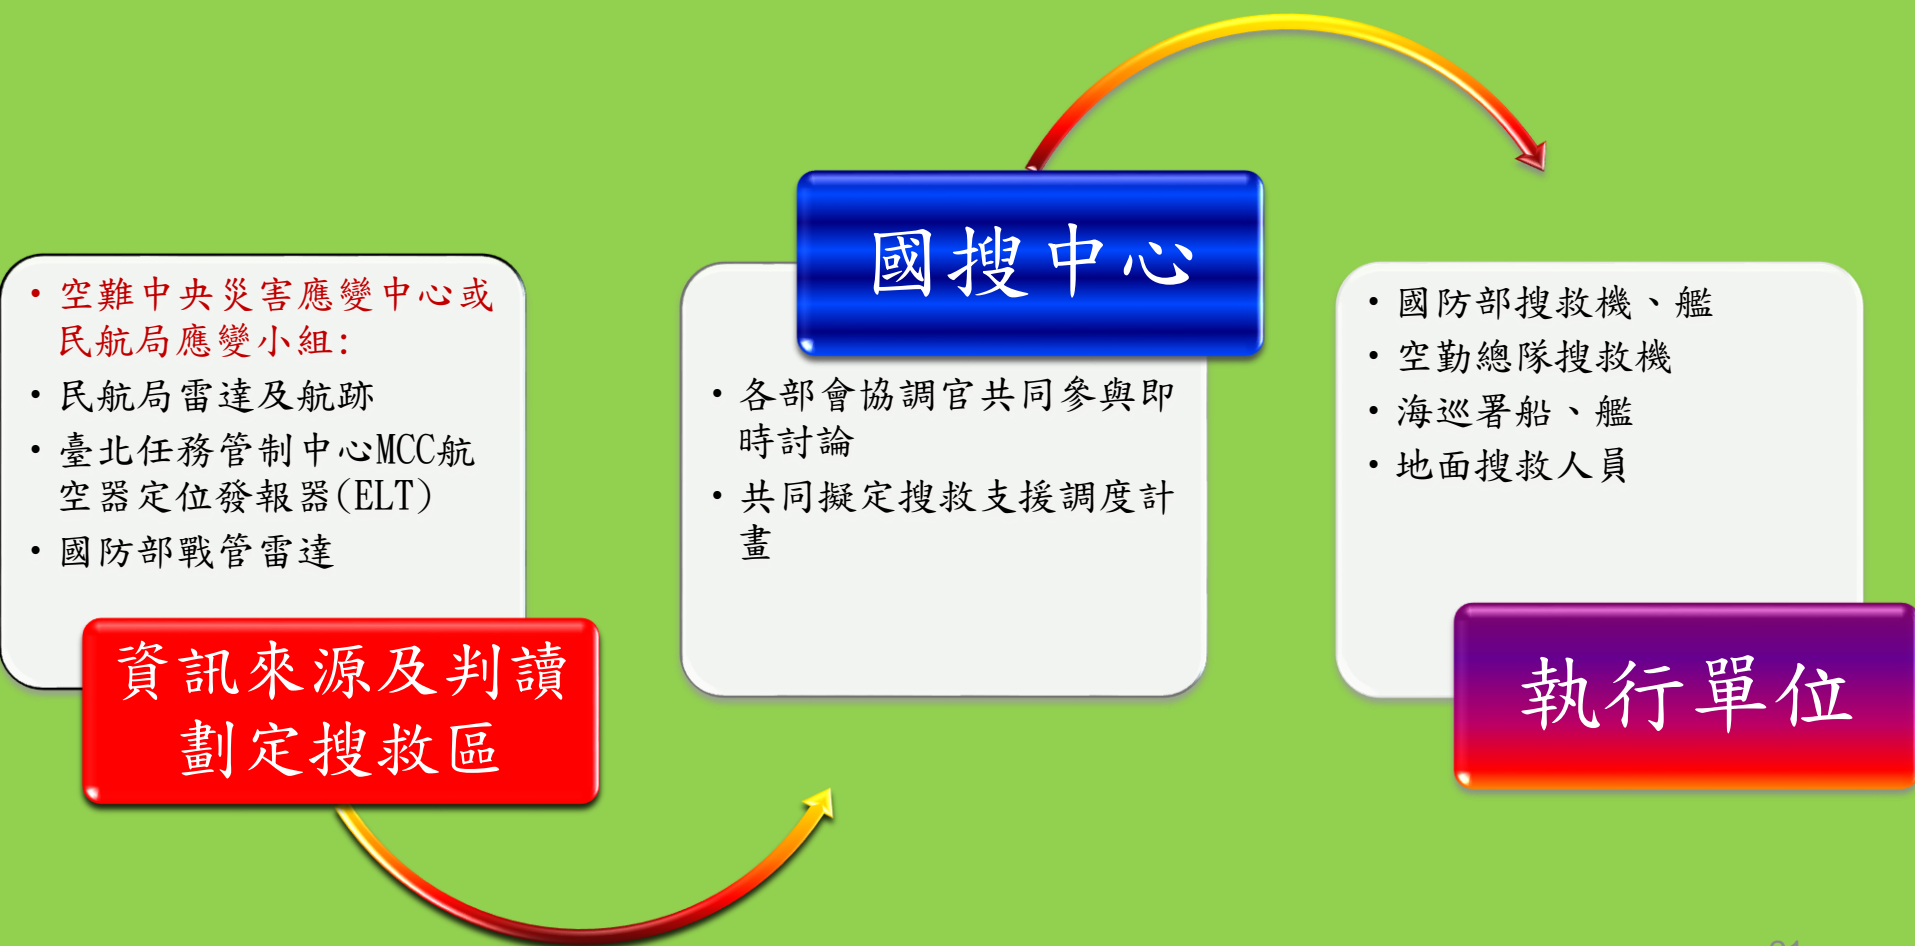 • 空難中央災害應變中心或
民航局應變小組:
• 民航局雷達及航跡
• 臺北任務管制中心MCC航
空器定位發報器(ELT)
• 國防部戰管雷達
資訊來源及判讀
劃定搜救區
國搜中心
• 各部會協調官共同參與即
時討論
• 共同擬定搜救支援調度計
畫
• 國防部搜救機、艦
• 空勤總隊搜救機
• 海巡署船、艦
• 地面搜救人員
執行單位